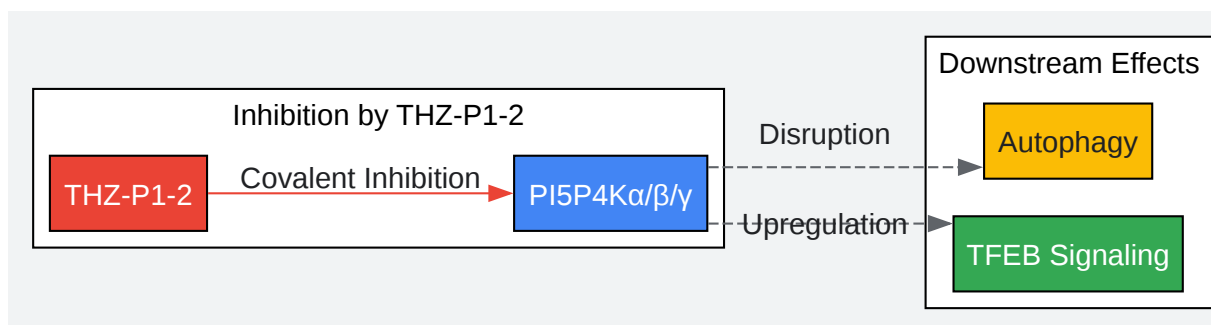 Downstream Effects
Inhibition by THZ-P1-2
Disruption
Autophagy
THZ-P1-2
Covalent Inhibition
PI5P4Kα/β/γ
Upregulation
TFEB Signaling